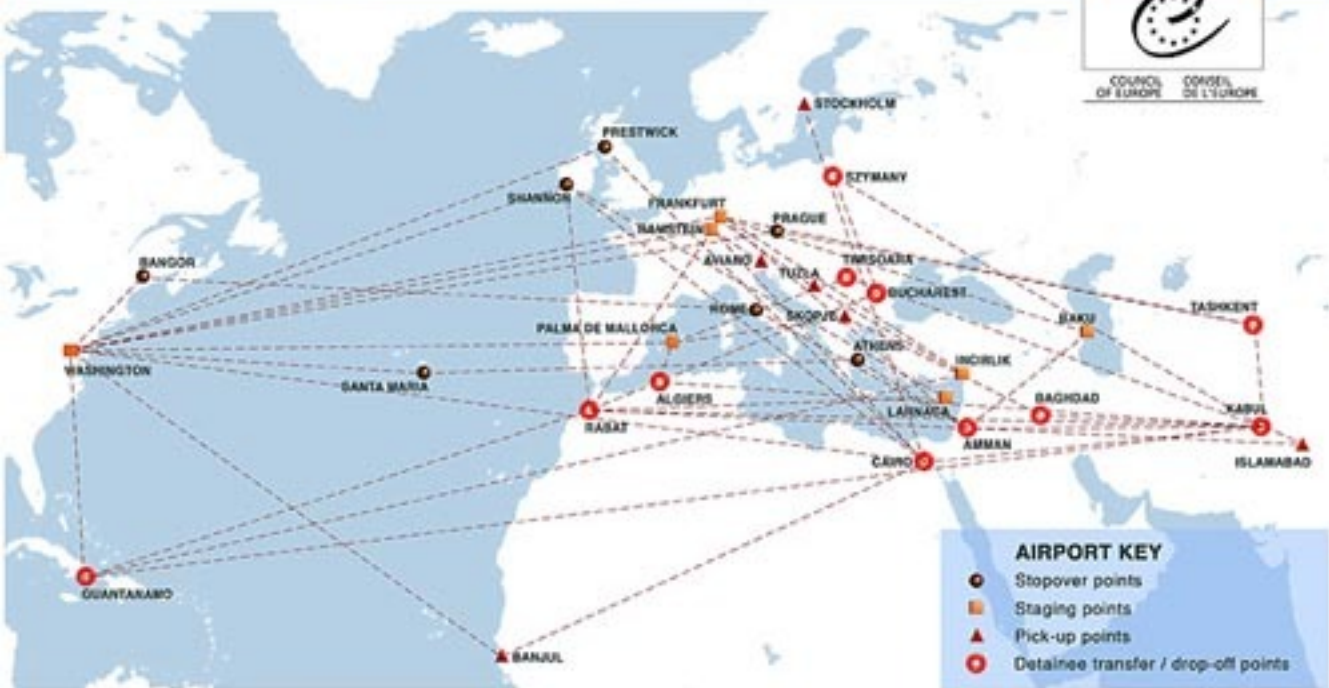 COUNCIL CONSEIL
OF EUROPE DE L'EUROPE
STOCKHOLM
PRESTWICK
SZYMANY
SHANNON
FRANKFURT
RAMSTEIN
PRAGUE
BANGOR
AVIANO
TIMISOARA
TUZLA
BUCHAREST
ROME
SKOPJE
BAKU
TASHKENT
PALMA DE MALLORCA
ATHENS
INCIRLIK
WASHINGTON
SANTA MARIA
ALGIERS
LARNACA
BAGHDAD
KABUL
RABAT
AMMAN
CAIRO
ISLAMABAD
GUANTANAMO
BANJUL
AIRPORT KEY
Stopover points
Staging points
Pick-up points
Detainee transfer / drop-off points